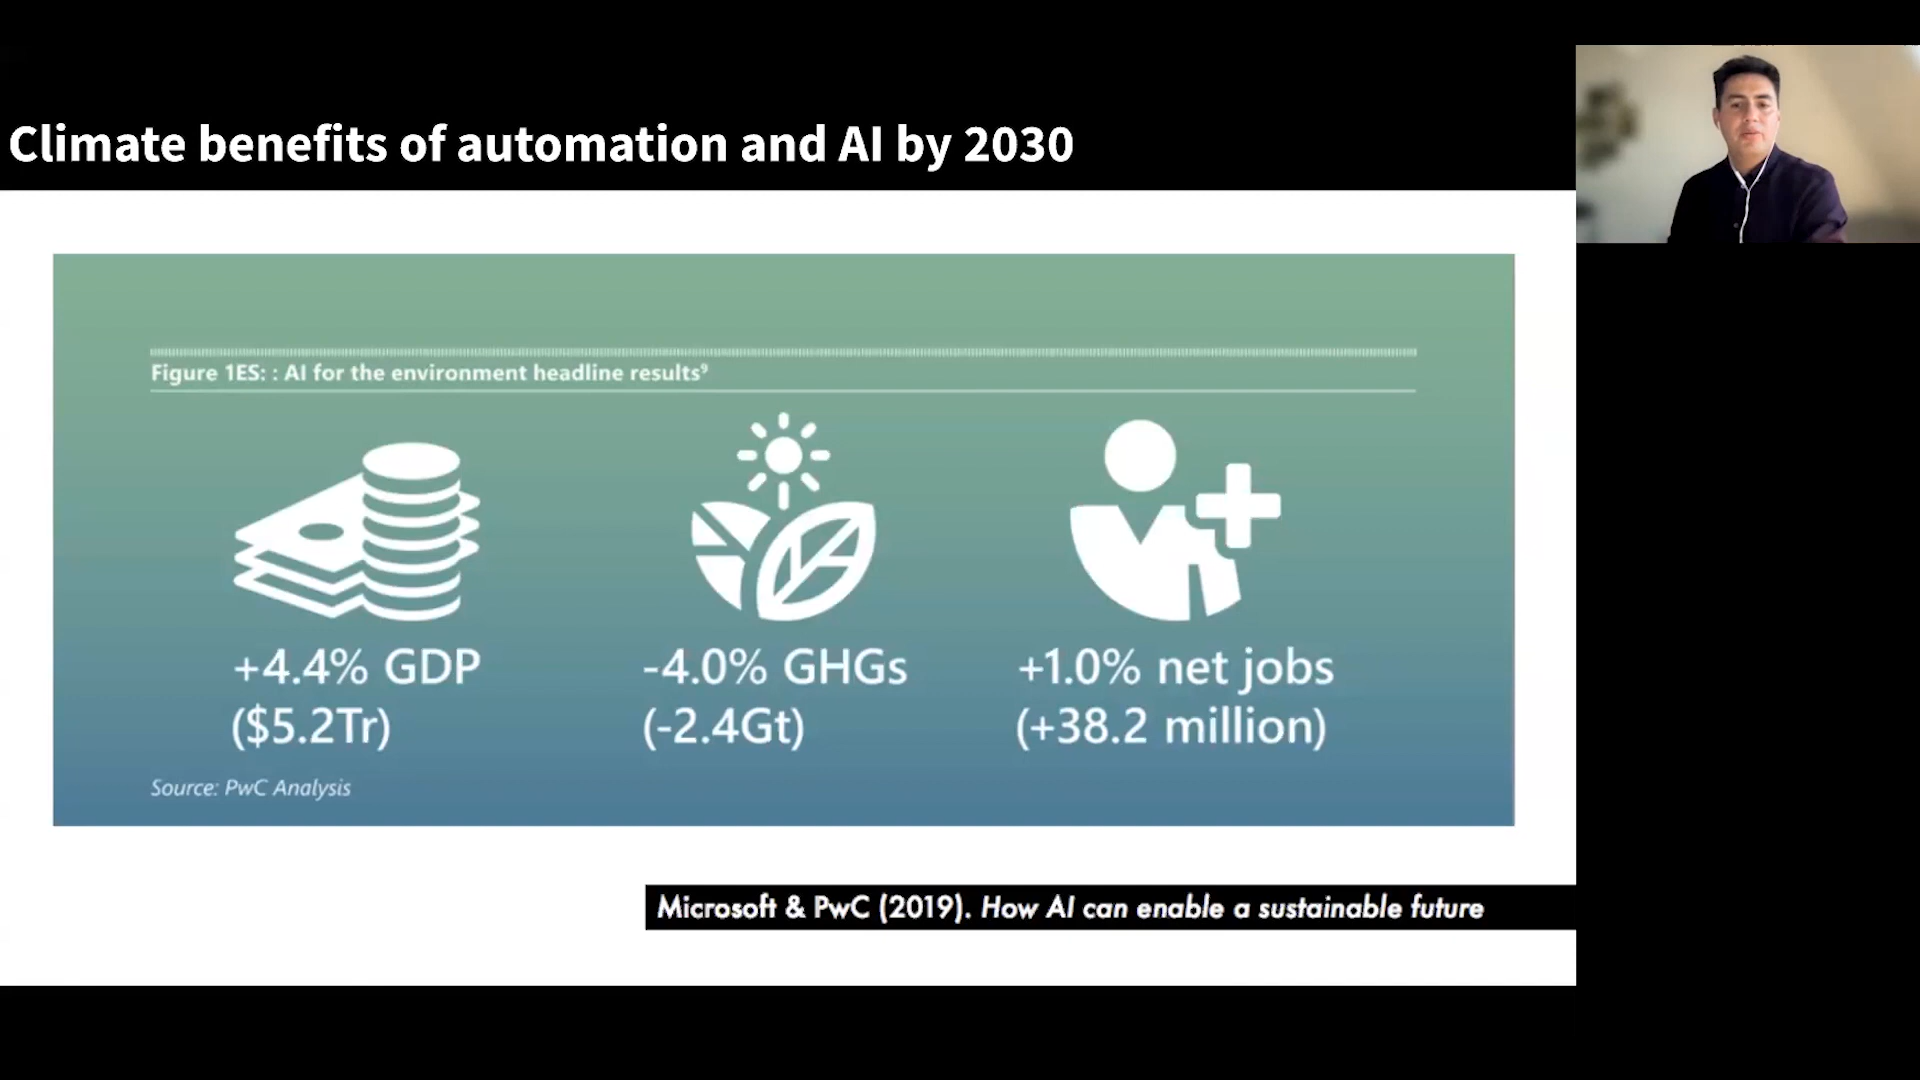 Climate benefits of automation and AI by 2030
Figure 1ES: : AI for the environment headline results⁹
+4.4% GDP
($5.2Tr)
-4.0% GHGs
(-2.4Gt)
+1.0% net jobs
(+38.2 million)
Source: PwC Analysis
Microsoft & PwC (2019). How AI can enable a sustainable future